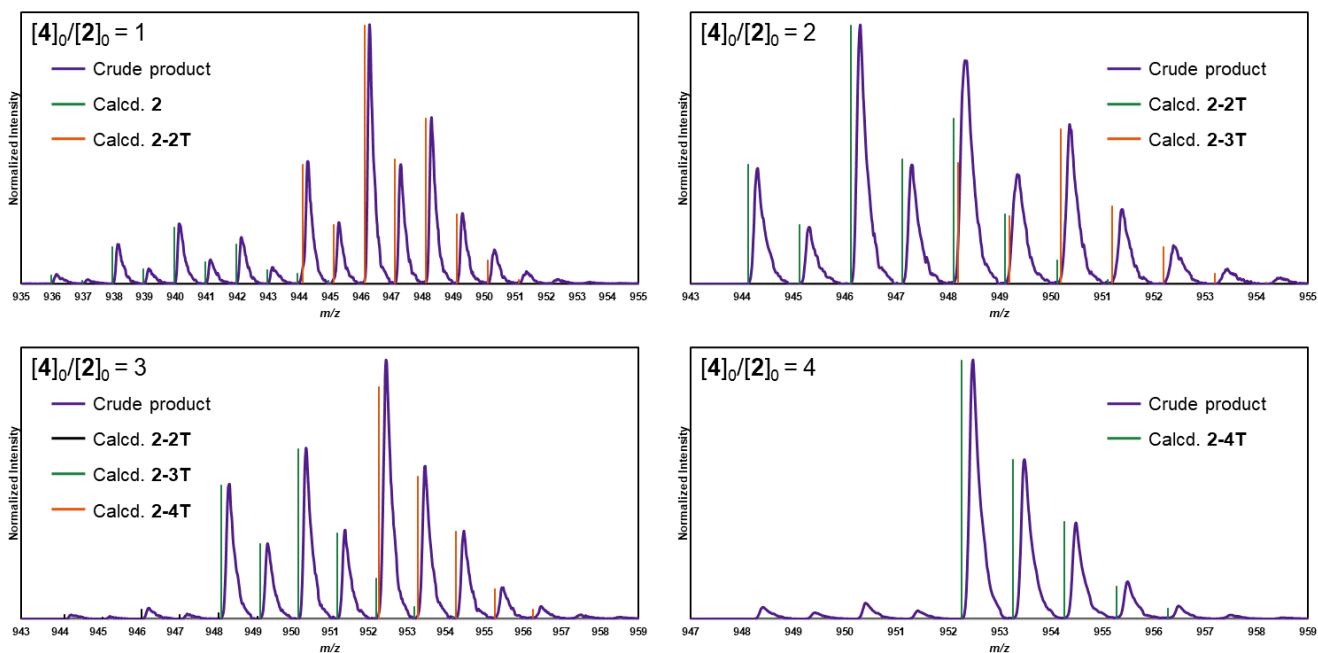 [4]₀/[2]₀ = 1
Crude product
Calcd. 2
Calcd. 2-2T
Normalized Intensity
935 936 937 938 939 940 941 942 943 944 945 946 947 948 949 950 951 952 953 954 955
m/z
[4]₀/[2]₀ = 2
Crude product
Calcd. 2-2T
Calcd. 2-3T
Normalized Intensity
943 944 945 946 947 948 949 950 951 952 953 954 955
m/z
[4]₀/[2]₀ = 3
Crude product
Calcd. 2-2T
Calcd. 2-3T
Calcd. 2-4T
Normalized Intensity
943 944 945 946 947 948 949 950 951 952 953 954 955 956 957 958 959
m/z
[4]₀/[2]₀ = 4
Crude product
Calcd. 2-4T
Normalized Intensity
947 948 949 950 951 952 953 954 955 956 957 958 959
m/z